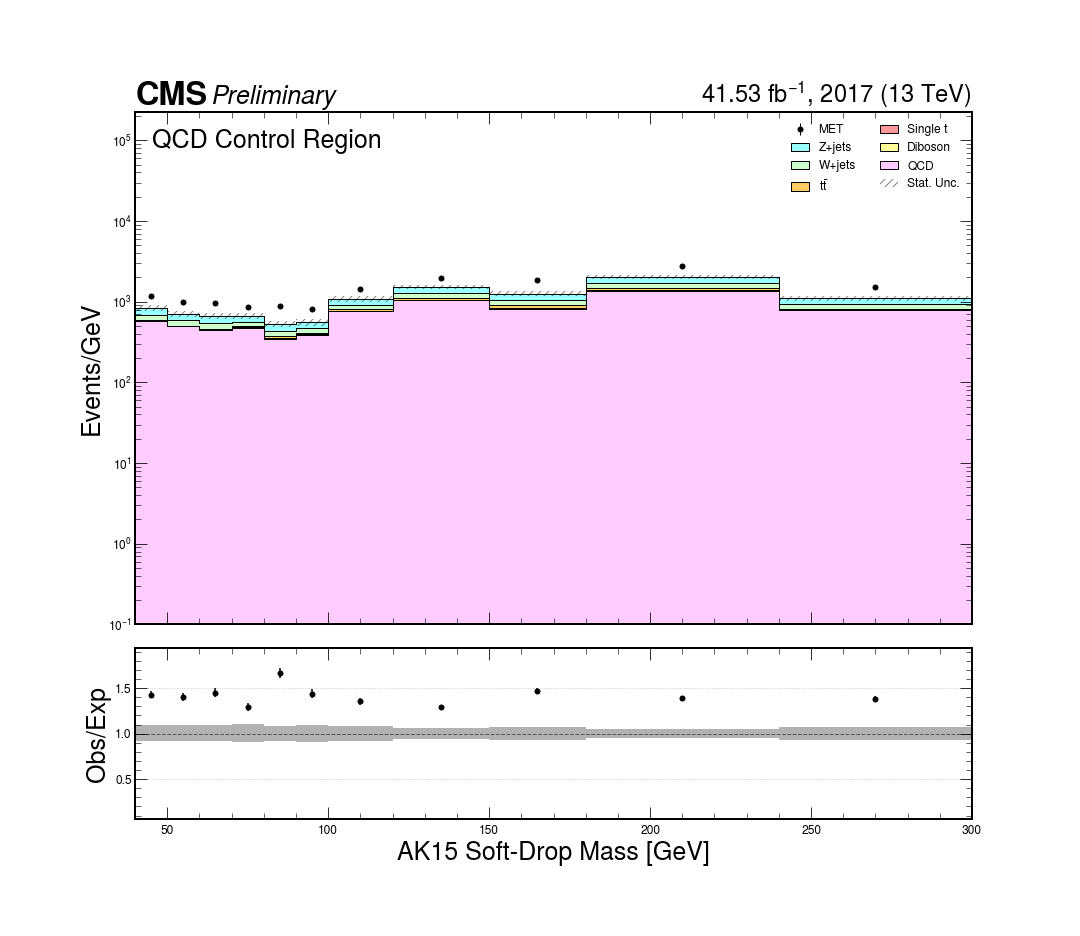 CMS Preliminary 41.53 fb⁻¹, 2017 (13 TeV)
QCD Control Region
MET
Z+jets
W+jets
tt̄
Single t
Diboson
QCD
Stat. Unc.
10⁵
10⁴
10³
10²
10¹
10⁰
10⁻¹
Events/GeV
1.5
1.0
0.5
Obs/Exp
50 100 150 200 250 300
AK15 Soft-Drop Mass [GeV]